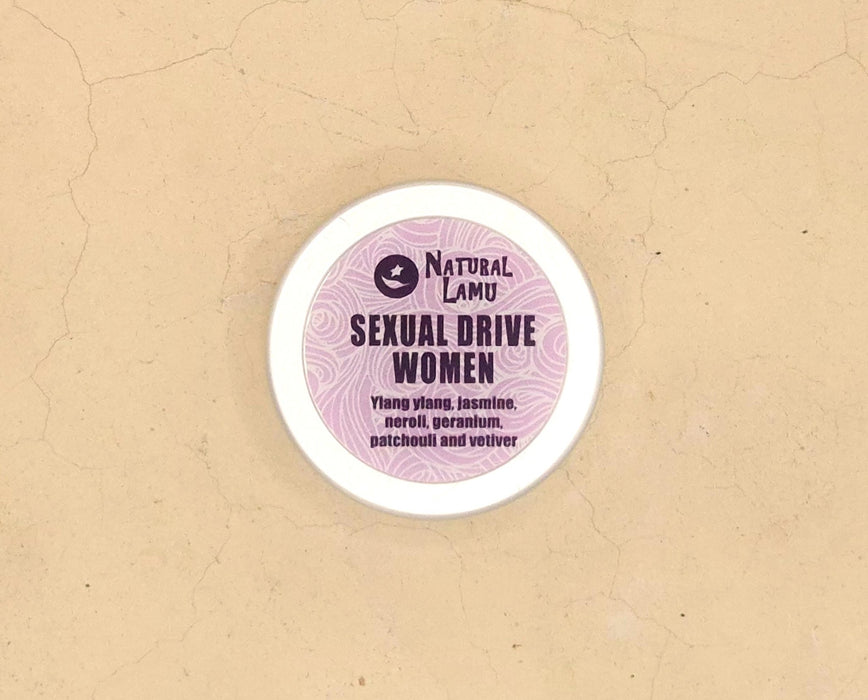 NATURAL
LAMU
SEXUAL DRIVE
WOMEN
Ylang ylang, jasmine,
neroli, geranium,
patchouli and vetiver